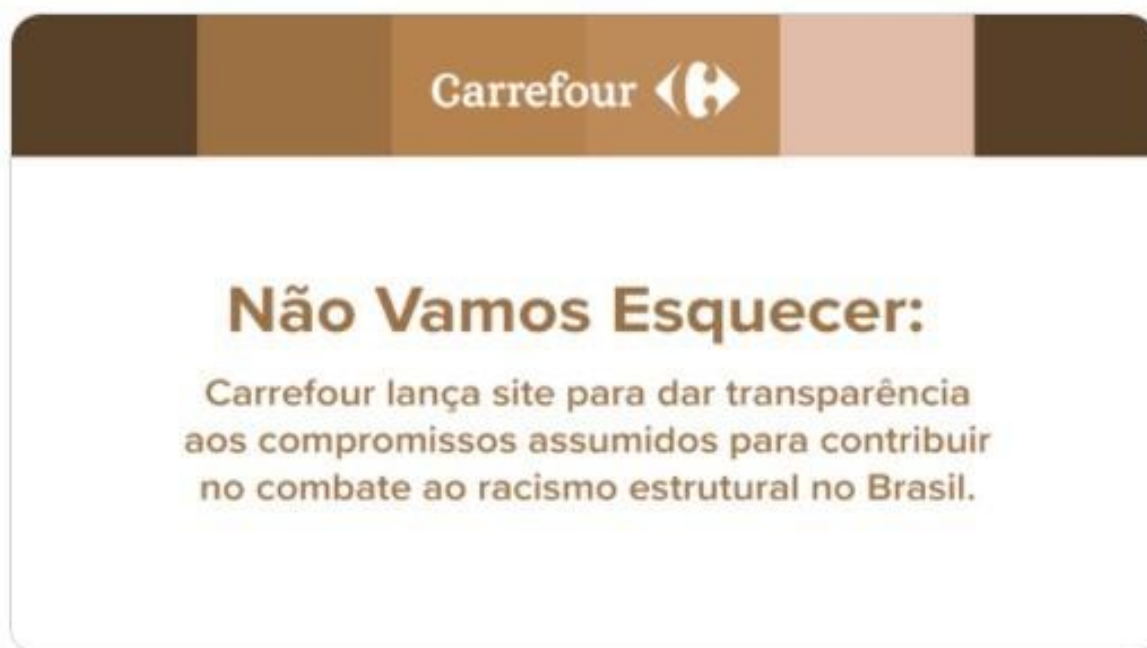 Carrefour
Não Vamos Esquecer:
Carrefour lança site para dar transparência
aos compromissos assumidos para contribuir
no combate ao racismo estrutural no Brasil.